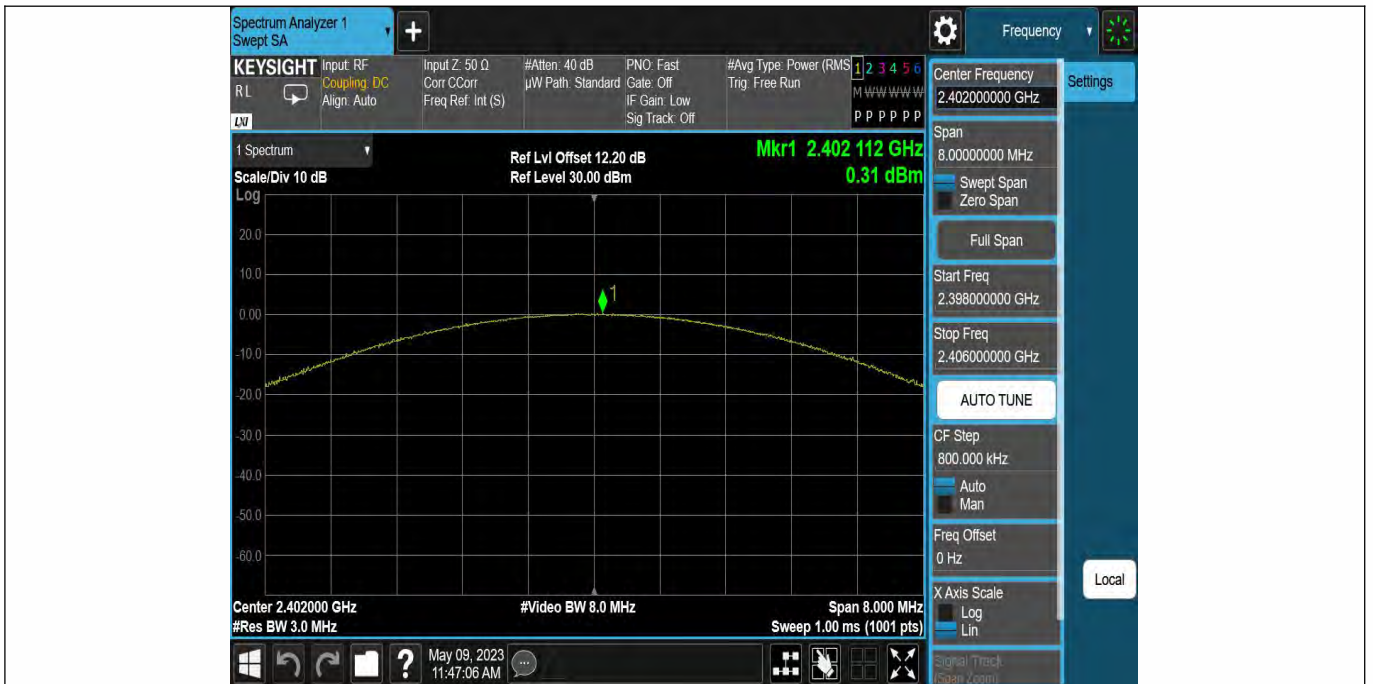 Spectrum Analyzer 1
Swept SA
+
Frequency
KEYSIGHT
RL
LXI
Input: RF
Coupling: DC
Align: Auto
Input Z: 50 Ω
Corr CCorr
Freq Ref: Int (S)
#Atten: 40 dB
µW Path: Standard
PNO: Fast
Gate: Off
IF Gain: Low
Sig Track: Off
#Avg Type: Power (RMS
Trig: Free Run
1 2 3 4 5 6
M W W W W W
P P P P P P
Center Frequency
2.402000000 GHz
Settings
Span
8.00000000 MHz
Swept Span
Zero Span
Full Span
Start Freq
2.398000000 GHz
Stop Freq
2.406000000 GHz
AUTO TUNE
CF Step
800.000 kHz
Auto
Man
Freq Offset
0 Hz
X Axis Scale
Log
Lin
Signal Track
(Span Zoom)
Local
1 Spectrum
Scale/Div 10 dB
Ref Lvl Offset 12.20 dB
Ref Level 30.00 dBm
Mkr1 2.402 112 GHz
0.31 dBm
Log
20.0
10.0
0.00
-10.0
-20.0
-30.0
-40.0
-50.0
-60.0
1
Center 2.402000 GHz
#Res BW 3.0 MHz
#Video BW 8.0 MHz
Span 8.000 MHz
Sweep 1.00 ms (1001 pts)
?
May 09, 2023
11:47:06 AM